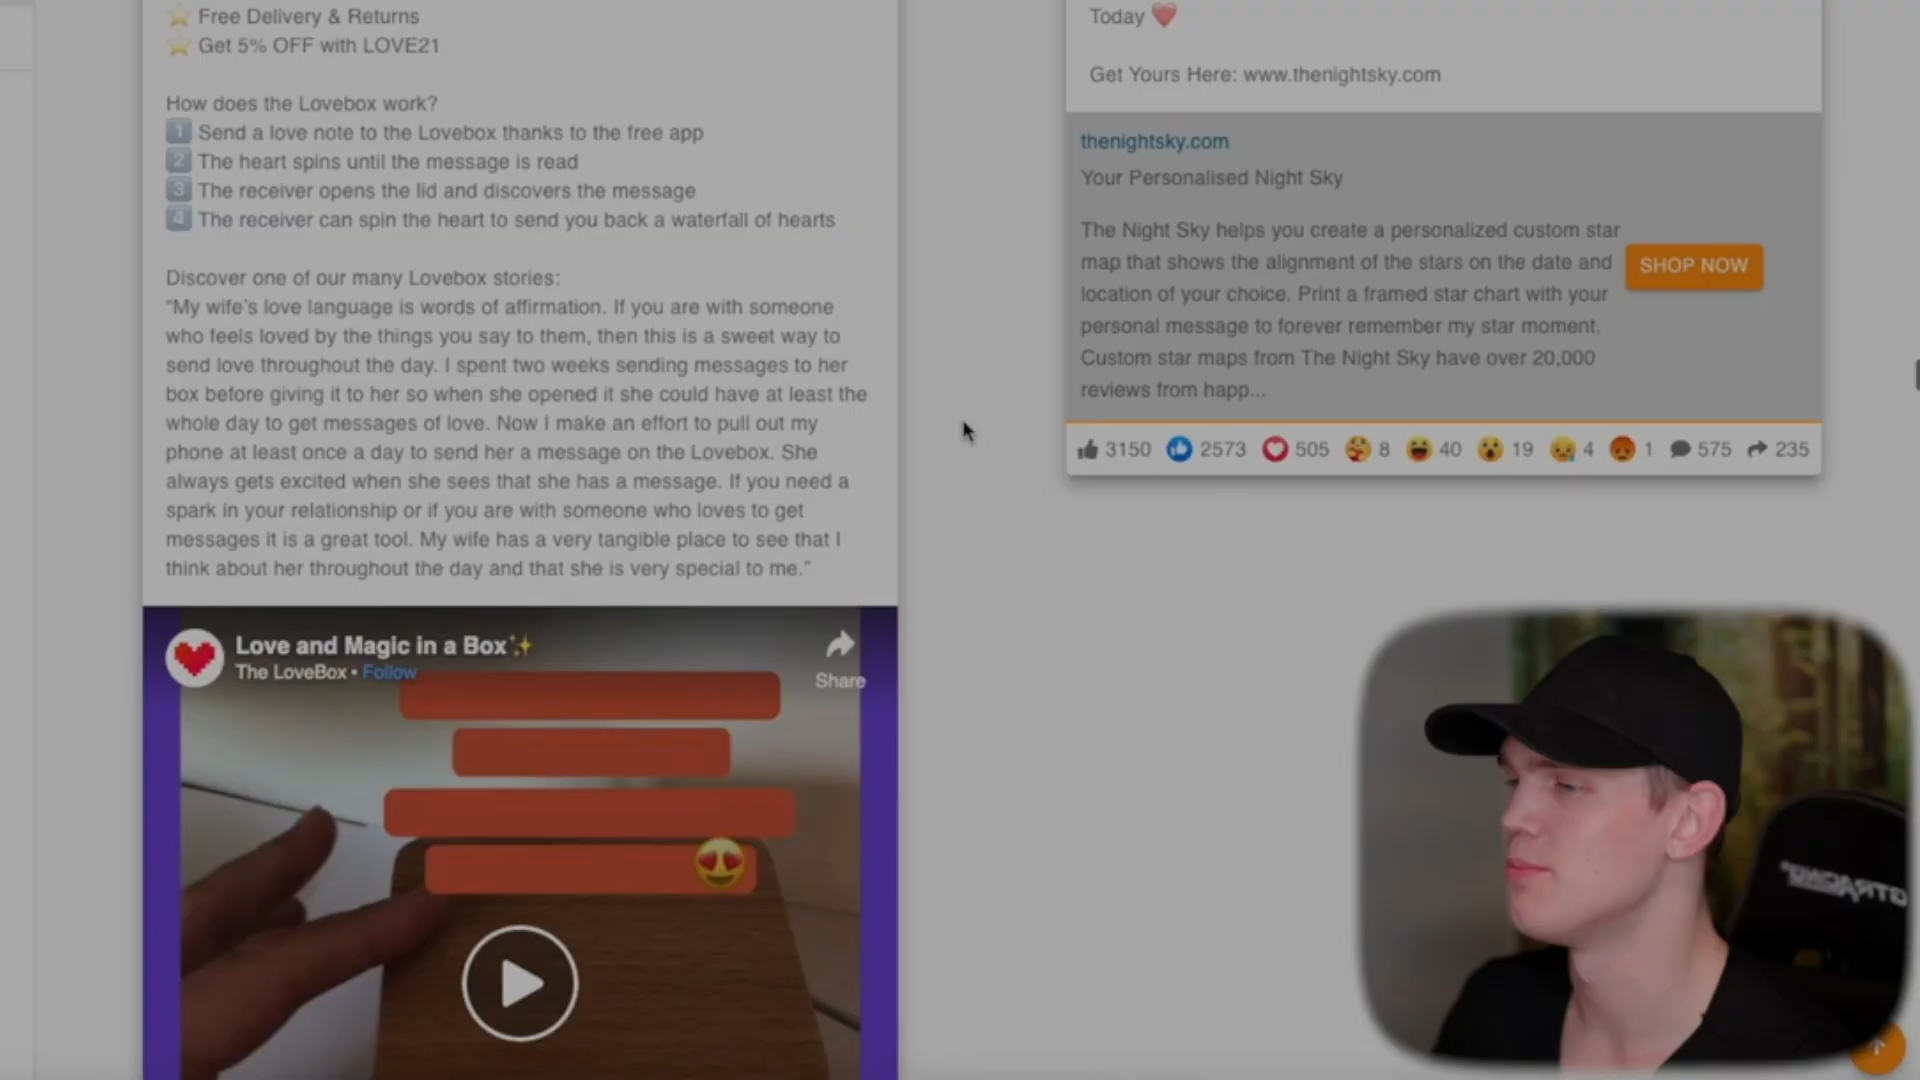 ⭐ Free Delivery & Returns
⭐ Get 5% OFF with LOVE21
How does the Lovebox work?
1 Send a love note to the Lovebox thanks to the free app
2 The heart spins until the message is read
3 The receiver opens the lid and discovers the message
4 The receiver can spin the heart to send you back a waterfall of hearts
Discover one of our many Lovebox stories:
“My wife’s love language is words of affirmation. If you are with someone
who feels loved by the things you say to them, then this is a sweet way to
send love throughout the day. I spent two weeks sending messages to her
box before giving it to her so when she opened it she could have at least the
whole day to get messages of love. Now I make an effort to pull out my
phone at least once a day to send her a message on the Lovebox. She
always gets excited when she sees that she has a message. If you need a
spark in your relationship or if you are with someone who loves to get
messages it is a great tool. My wife has a very tangible place to see that I
think about her throughout the day and that she is very special to me.”
Love and Magic in a Box✨
The LoveBox • Follow
Share
Today ❤️
Get Yours Here: www.thenightsky.com
thenightsky.com
Your Personalised Night Sky
The Night Sky helps you create a personalized custom star
map that shows the alignment of the stars on the date and
location of your choice. Print a framed star chart with your
personal message to forever remember my star moment.
Custom star maps from The Night Sky have over 20,000
reviews from happ...
SHOP NOW
3150 2573 505 8 40 19 4 1 575 235